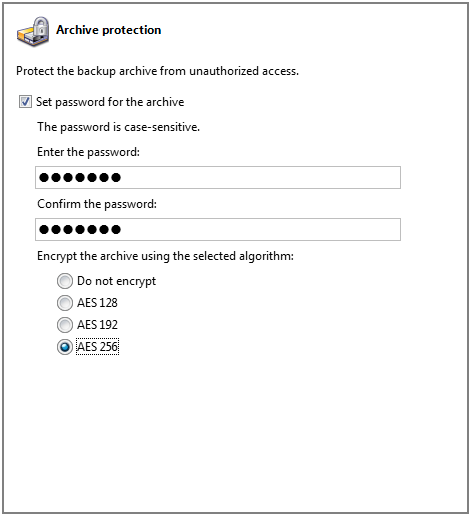 Archive protection
Protect the backup archive from unauthorized access.
Set password for the archive
The password is case-sensitive.
Enter the password:
●●●●●●●
Confirm the password:
●●●●●●●
Encrypt the archive using the selected algorithm:
Do not encrypt
AES 128
AES 192
AES 256